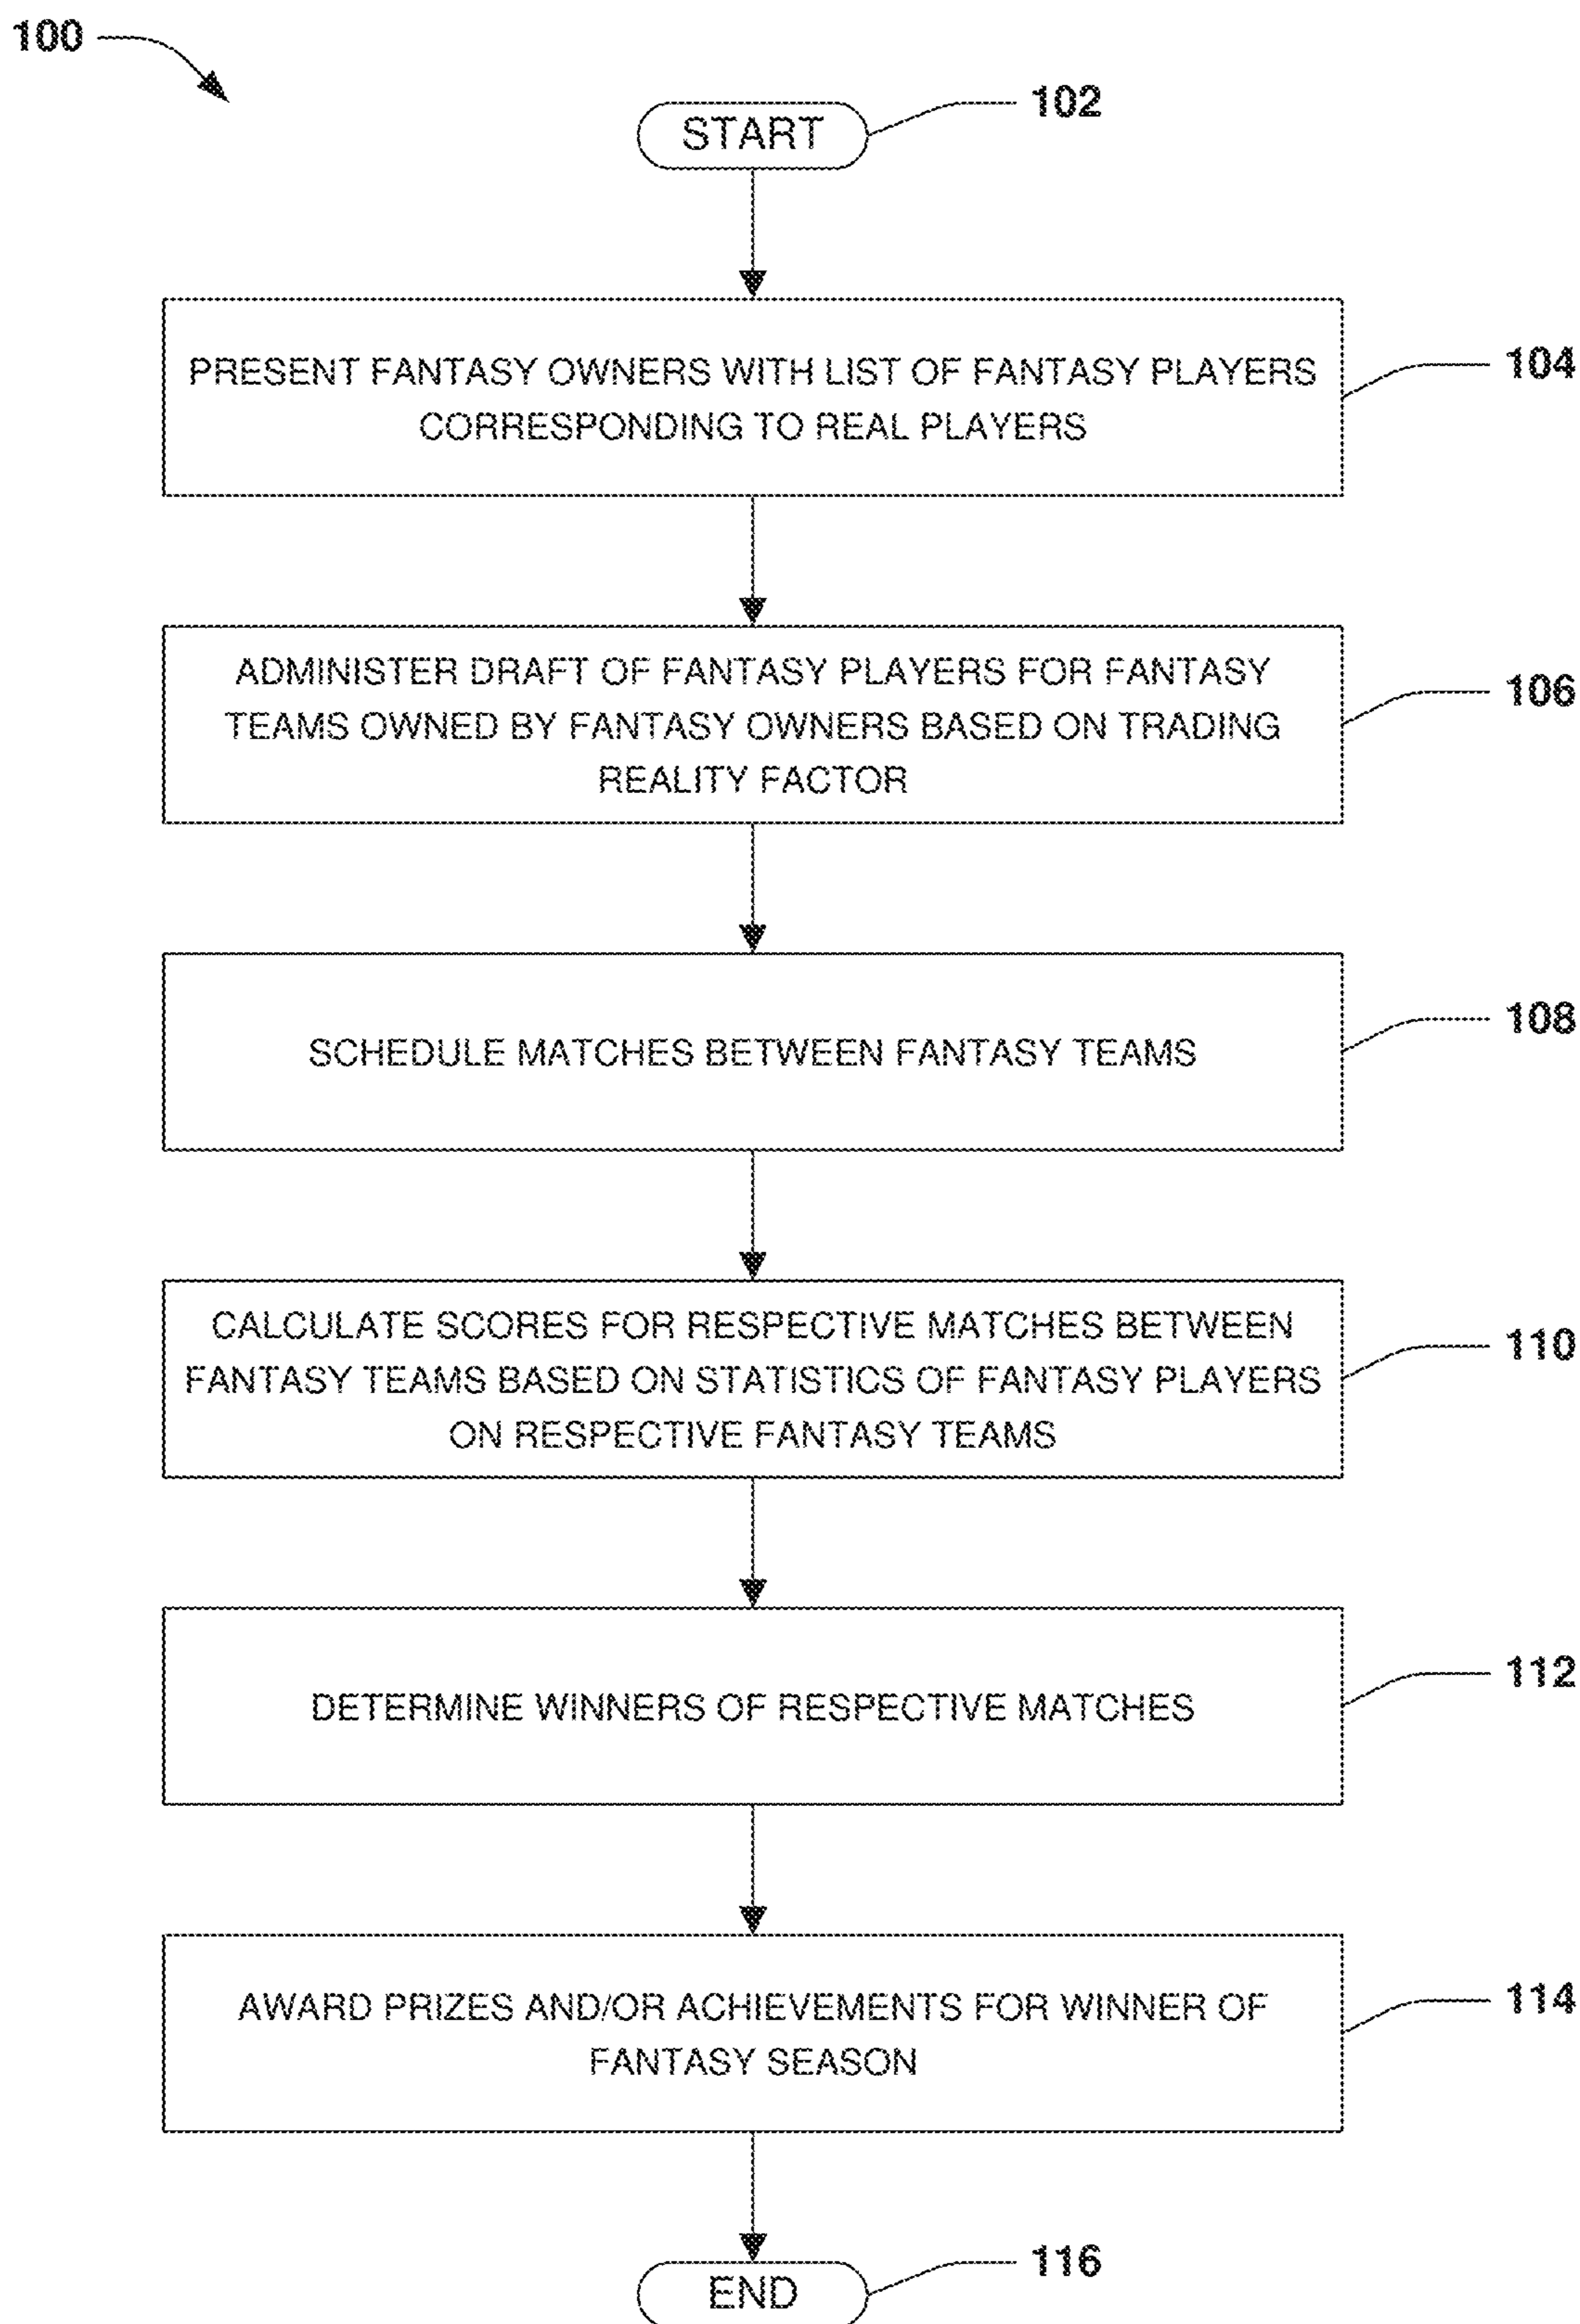 100
START
102
PRESENT FANTASY OWNERS WITH LIST OF FANTASY PLAYERS
CORRESPONDING TO REAL PLAYERS
104
ADMINISTER DRAFT OF FANTASY PLAYERS FOR FANTASY
TEAMS OWNED BY FANTASY OWNERS BASED ON TRADING
REALITY FACTOR
106
SCHEDULE MATCHES BETWEEN FANTASY TEAMS
108
CALCULATE SCORES FOR RESPECTIVE MATCHES BETWEEN
FANTASY TEAMS BASED ON STATISTICS OF FANTASY PLAYERS
ON RESPECTIVE FANTASY TEAMS
110
DETERMINE WINNERS OF RESPECTIVE MATCHES
112
AWARD PRIZES AND/OR ACHIEVEMENTS FOR WINNER OF
FANTASY SEASON
114
END
116